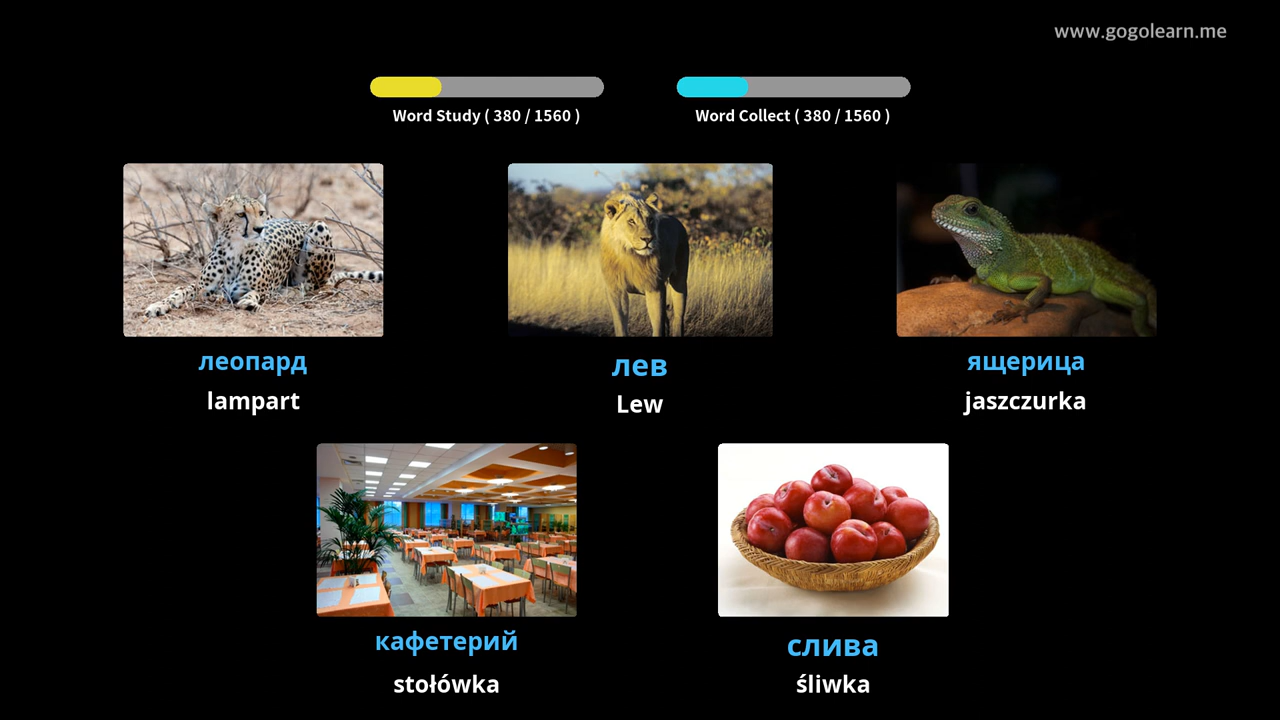 www.gogolearn.me
Word Study ( 380 / 1560 )
Word Collect ( 380 / 1560 )
леопард
lampart
лев
Lew
ящерица
jaszczurka
кафетерий
stołówka
слива
śliwka